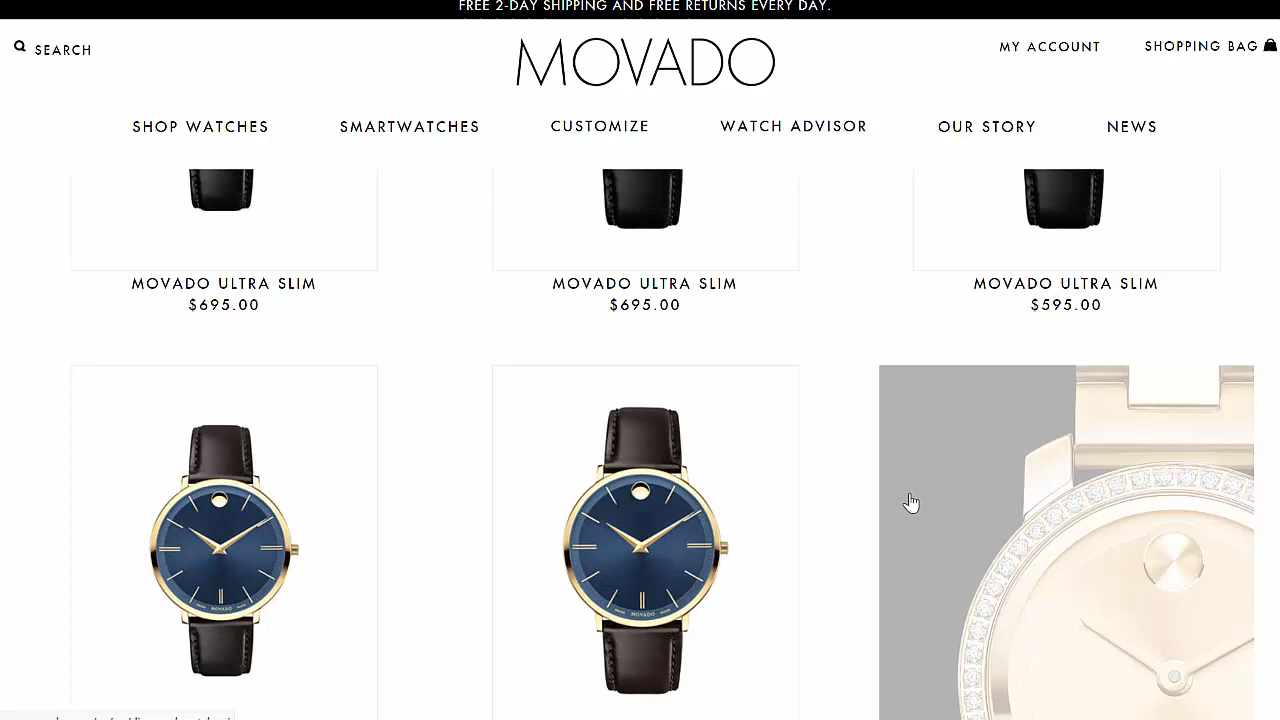 FREE 2-DAY SHIPPING AND FREE RETURNS EVERY DAY.
SEARCH
MOVADO
MY ACCOUNT
SHOPPING BAG
SHOP WATCHES
SMARTWATCHES
CUSTOMIZE
WATCH ADVISOR
OUR STORY
NEWS
MOVADO ULTRA SLIM
$695.00
MOVADO ULTRA SLIM
$695.00
MOVADO ULTRA SLIM
$595.00
MOVADO
MOVADO